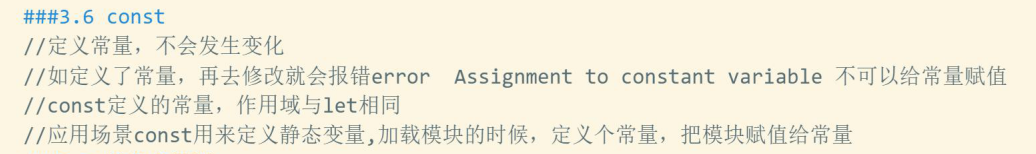 ###3.6 const
//定义常量，不会发生变化
//如定义了常量，再去修改就会报错error  Assignment to constant variable 不可以给常量赋值
//const定义的常量，作用域与let相同
//应用场景const用来定义静态变量,加载模块的时候，定义个常量，把模块赋值给常量